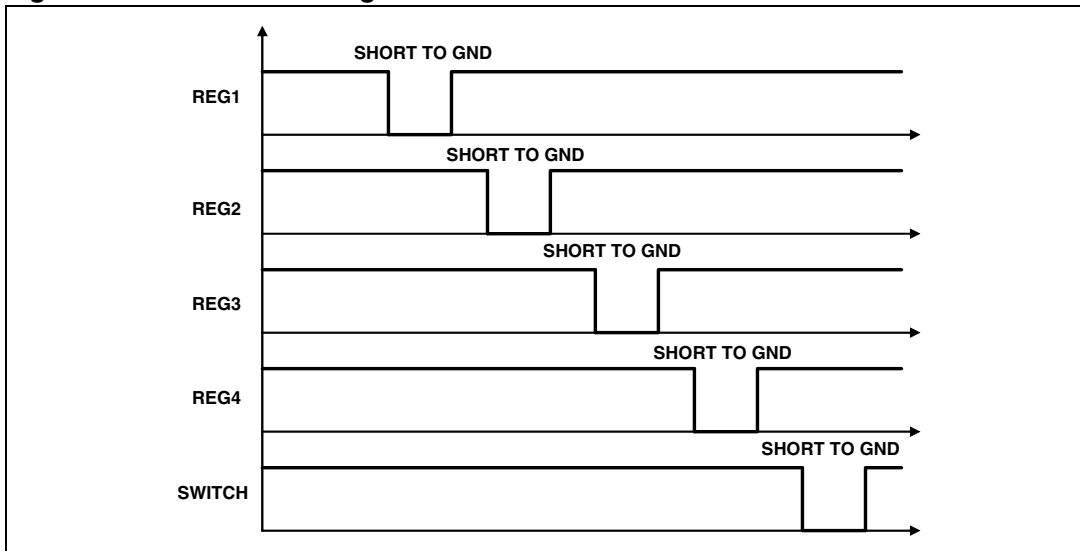 SHORT TO GND
REG1
SHORT TO GND
REG2
SHORT TO GND
REG3
SHORT TO GND
REG4
SHORT TO GND
SWITCH